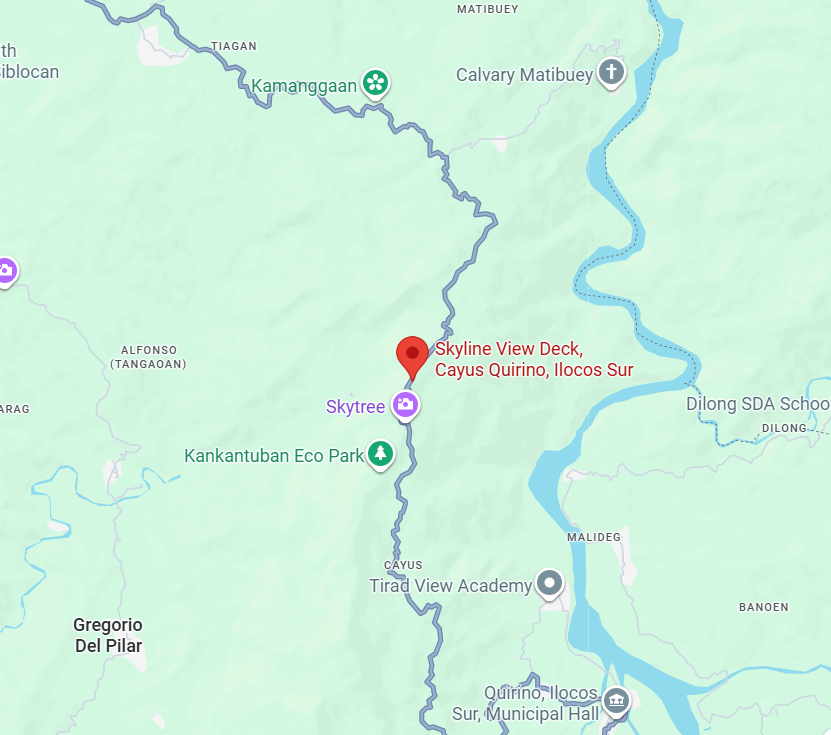 MATIBUEY
TIAGAN
th
Siblocan
Kamanggaan
Calvary Matibuey
ALFONSO
(TANGAOAN)
Skyline View Deck,
Cayus Quirino, Ilocos Sur
ARAG
Skytree
Dilong SDA Schoo
DILONG
Kankantuban Eco Park
MALIDEG
CAYUS
Tirad View Academy
BANOEN
Gregorio
Del Pilar
Quirino, Ilocos
Sur, Municipal Hall